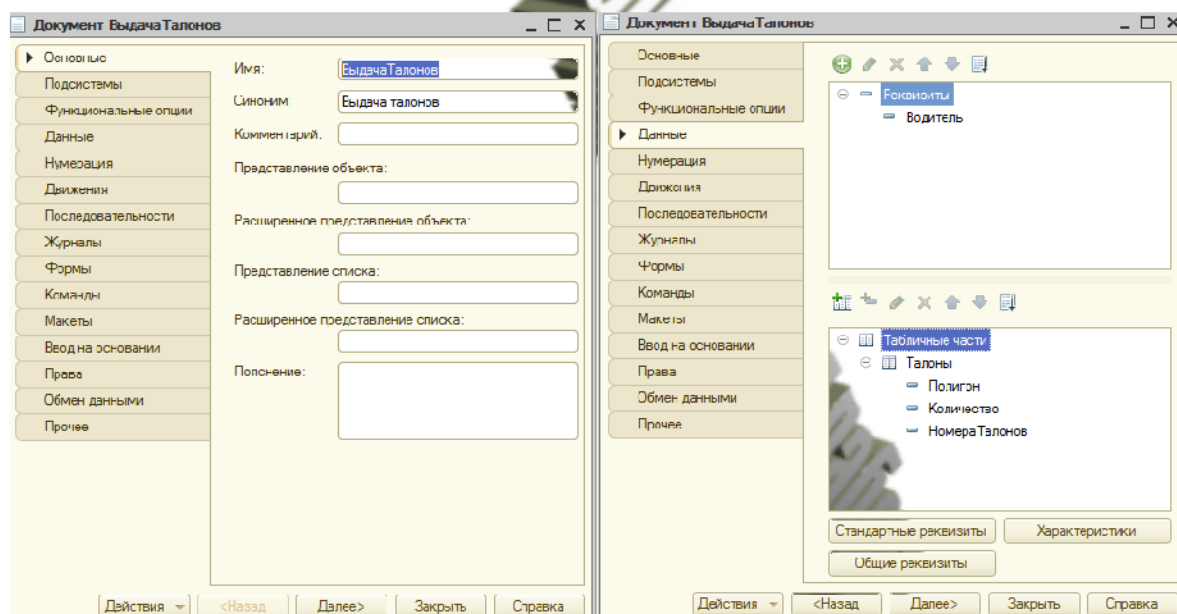 Документ ВыдачаТалонов
Основные
Подсистемы
Функциональные опции
Данные
Нумерация
Движения
Последовательности
Журналы
Формы
Команды
Макеты
Ввод на основании
Права
Обмен данными
Прочее
Имя:
ВыдачаТалонов
Синоним
Выдача талонов
Комментарий:
Представление объекта:
Расширенное представление объекта:
Представление списка:
Расширенное представление списка:
Пояснение:
Действия
<Назад
Далее>
Закрыть
Справка
Документ ВыдачаТалонов
Основные
Подсистемы
Функциональные опции
Данные
Нумерация
Движения
Последовательности
Журналы
Формы
Команды
Макеты
Ввод на основании
Права
Обмен данными
Прочее
Реквизиты
Водитель
Табличные части
Талоны
Полигон
Количество
НомераТалонов
Стандартные реквизиты
Характеристики
Общие реквизиты
Действия
<Назад
Далее>
Закрыть
Справка